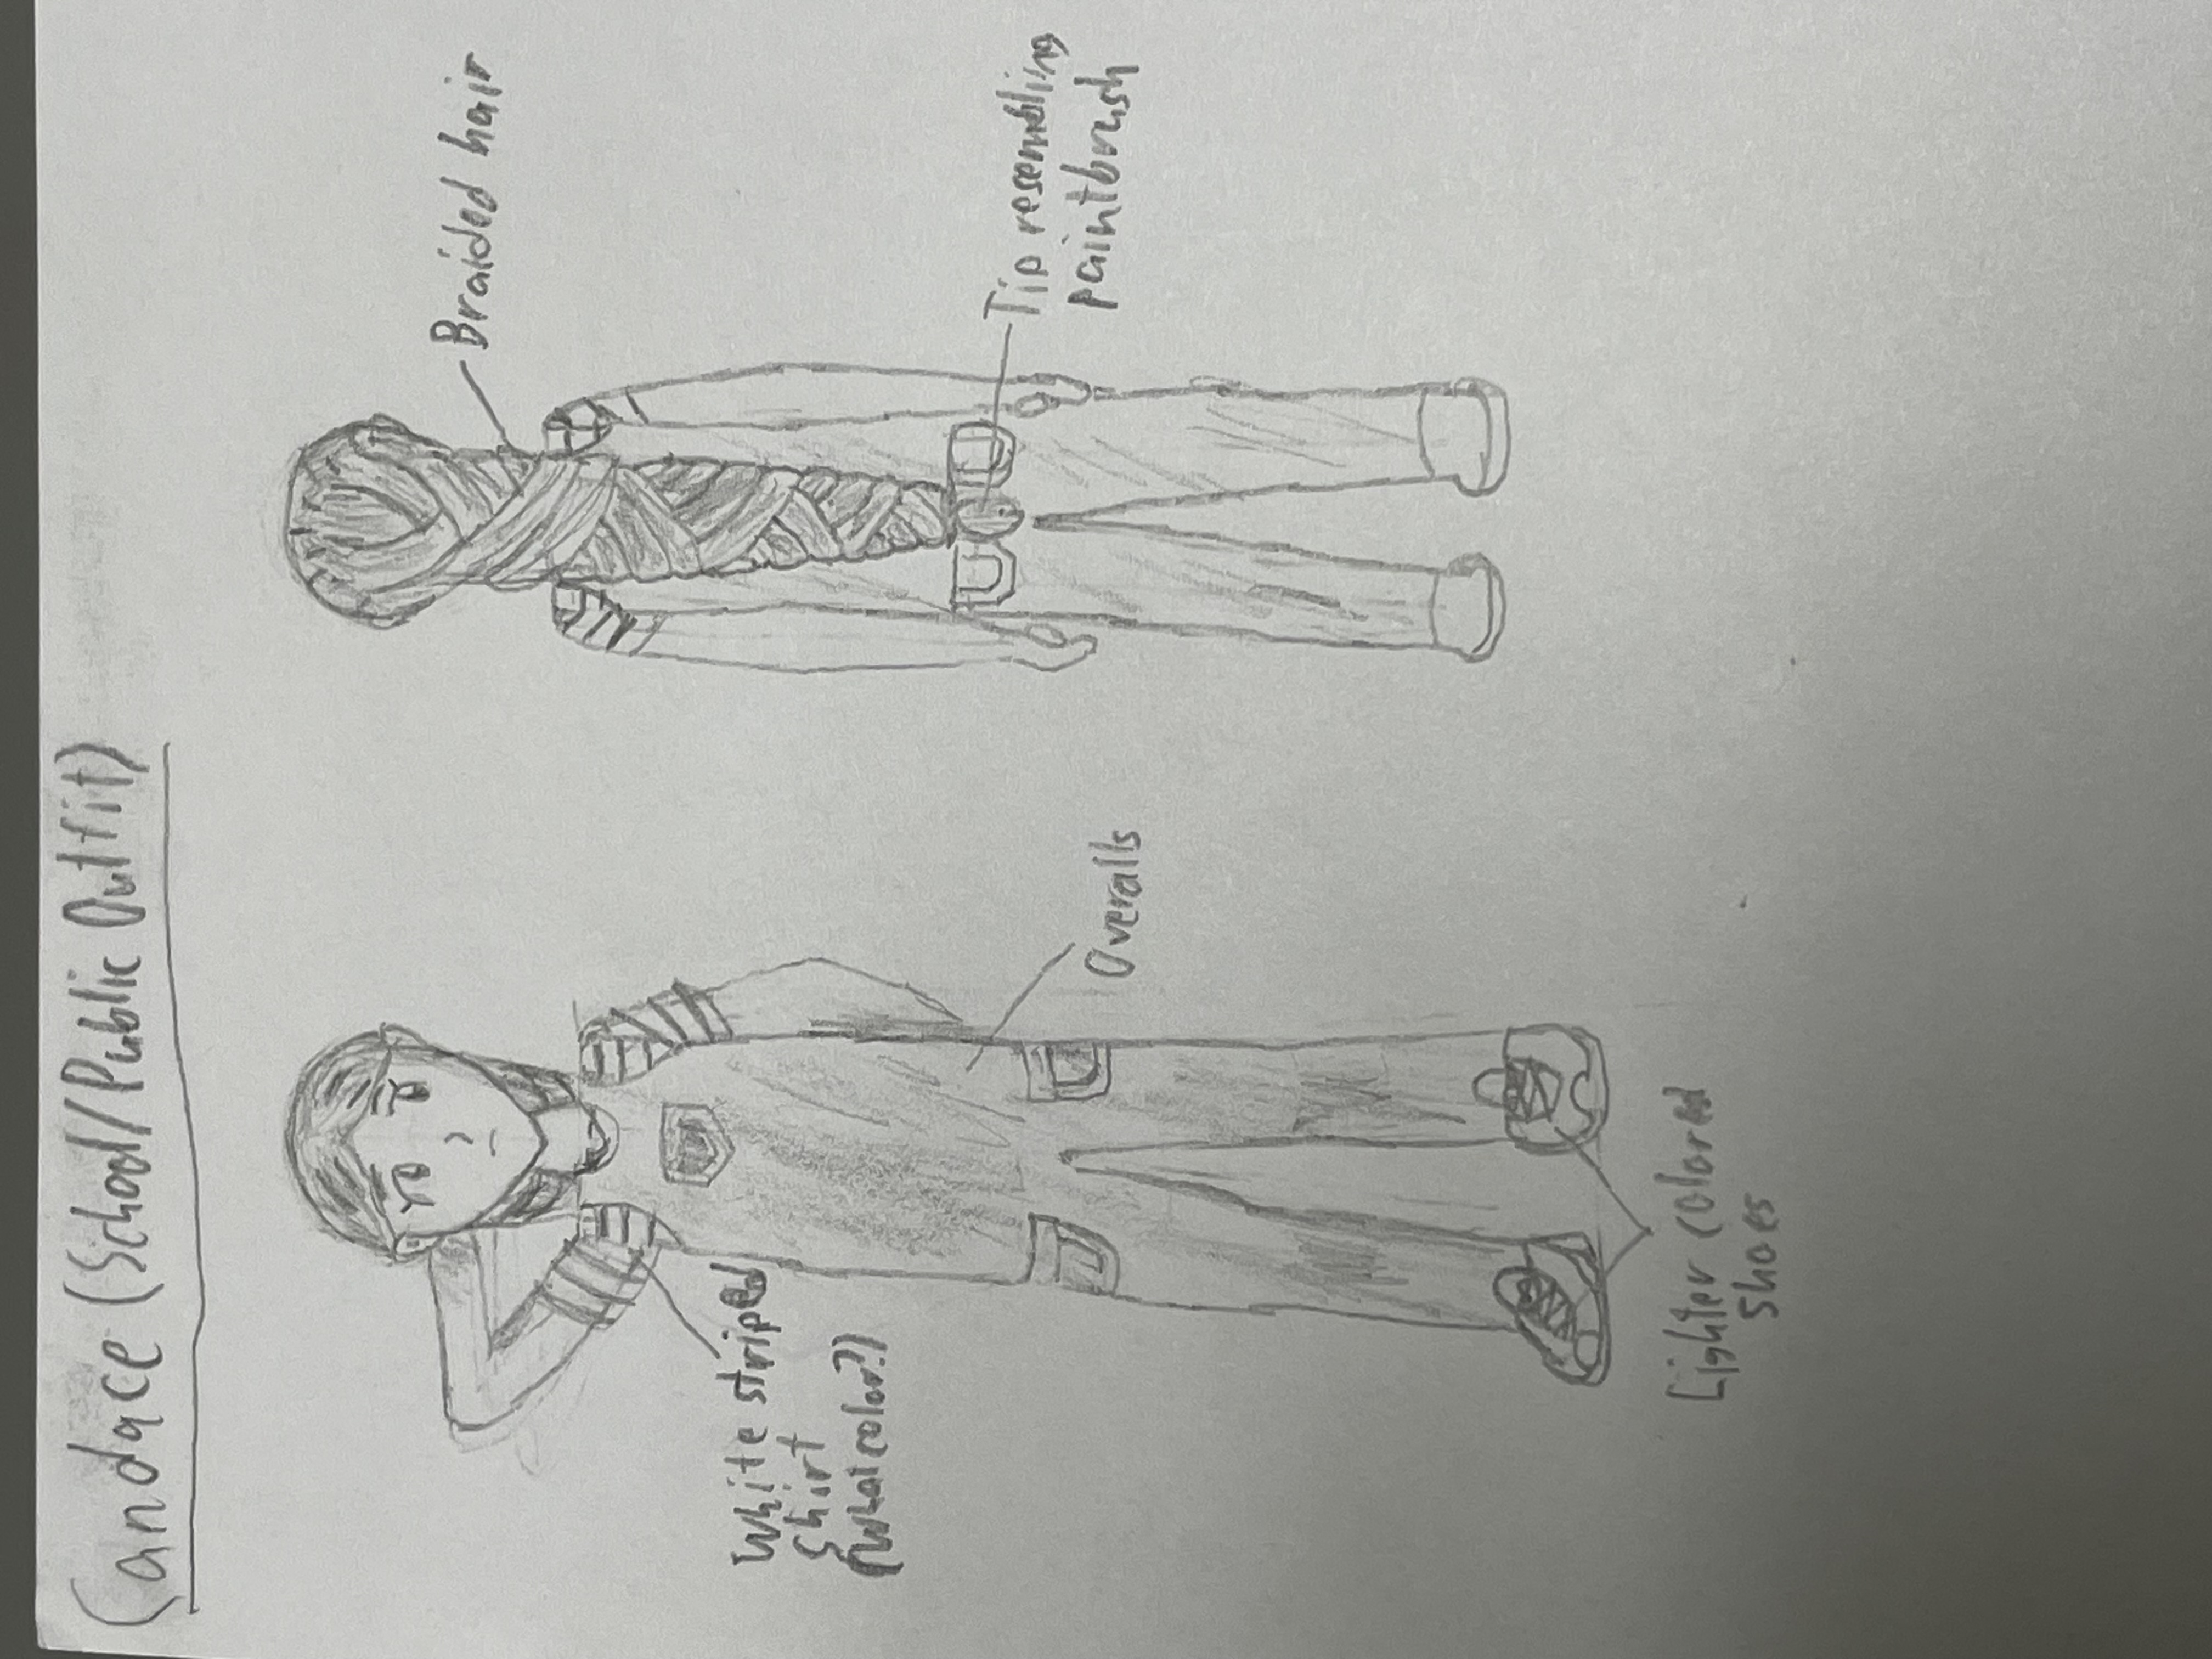 Candace (School/Public Outfit)
Braided hair
White striped
shirt
(What color?)
Tip resembling
paintbrush
Overalls
Lighter colored
shoes